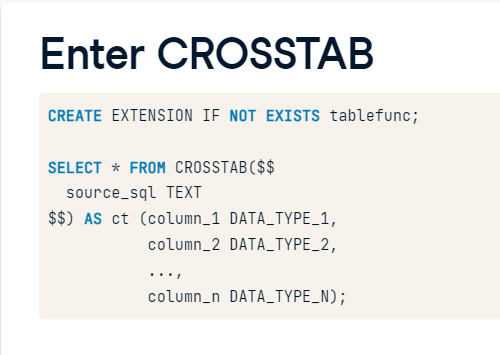 Enter CROSSTAB
CREATE EXTENSION IF NOT EXISTS tablefunc;
SELECT * FROM CROSSTAB($$
source_sql TEXT
$$) AS ct (column_1 DATA_TYPE_1,
column_2 DATA_TYPE_2,
...,
column_n DATA_TYPE_N);